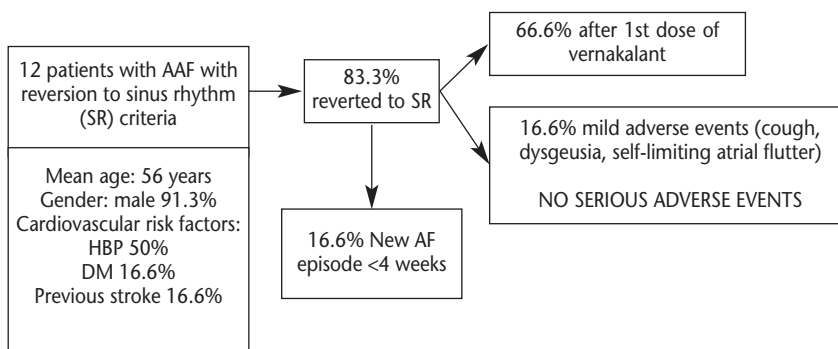 12 patients with AAF with
reversion to sinus rhythm
(SR) criteria
Mean age: 56 years
Gender: male 91.3%
Cardiovascular risk factors:
HBP 50%
DM 16.6%
Previous stroke 16.6%
83.3%
reverted to SR
16.6% New AF
episode <4 weeks
66.6% after 1st dose of
vernakalant
16.6% mild adverse events (cough,
dysgeusia, self-limiting atrial flutter)
NO SERIOUS ADVERSE EVENTS